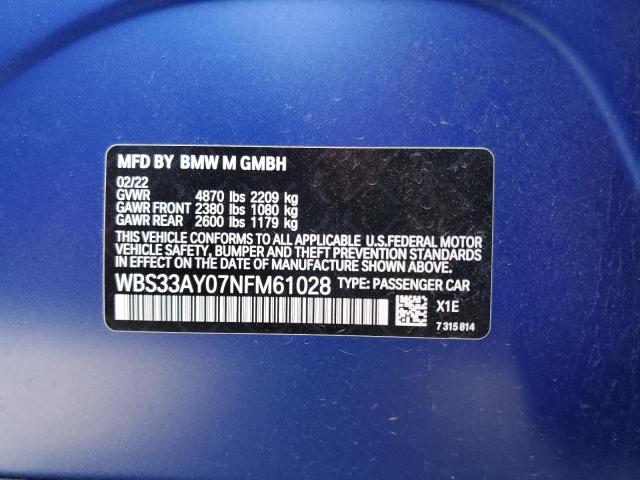 MFD BY BMW M GMBH
02/22
GVWR 4870 lbs 2209 kg
GAWR FRONT 2380 lbs 1080 kg
GAWR REAR 2600 lbs 1179 kg
THIS VEHICLE CONFORMS TO ALL APPLICABLE U.S.FEDERAL MOTOR
VEHICLE SAFETY, BUMPER, AND THEFT PREVENTION STANDARDS
IN EFFECT ON THE DATE OF MANUFACTURE SHOWN ABOVE.
WBS33AY07NFM61028 TYPE: PASSENGER CAR
X1E
7 315 814